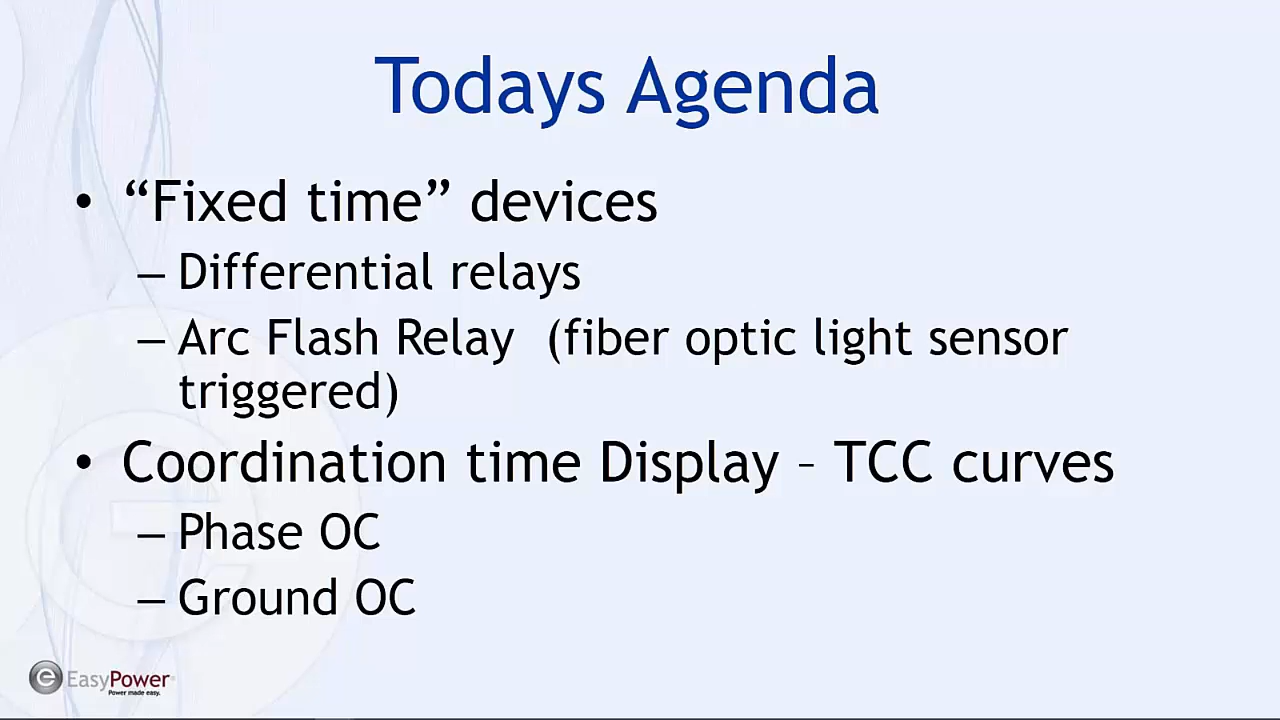 Todays Agenda
• “Fixed time” devices
– Differential relays
– Arc Flash Relay  (fiber optic light sensor
triggered)
• Coordination time Display – TCC curves
– Phase OC
– Ground OC
e EasyPower
Power made easy.